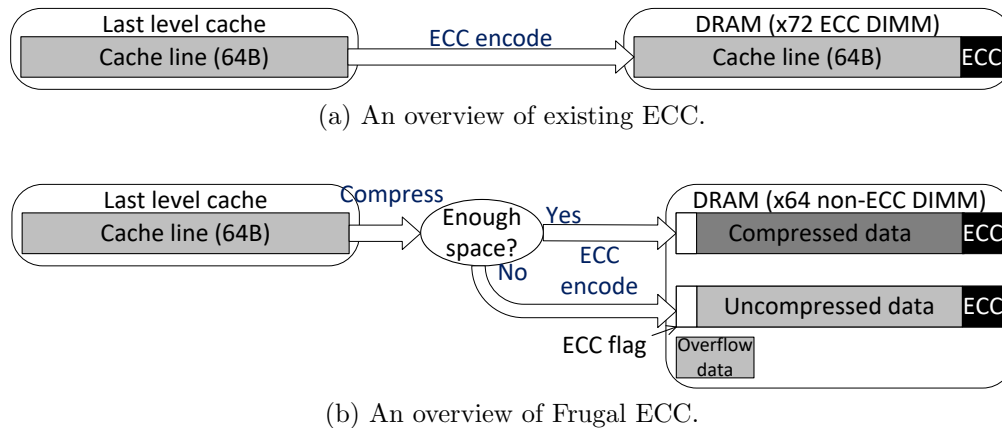 Last level cache
DRAM (x72 ECC DIMM)
ECC encode
Cache line (64B)
Cache line (64B)
ECC
(a) An overview of existing ECC.
Last level cache
Compress
DRAM (x64 non-ECC DIMM)
Cache line (64B)
Enough
space?
Yes
Compressed data
ECC
No
ECC
encode
Uncompressed data
ECC
ECC flag
Overflow
data
(b) An overview of Frugal ECC.